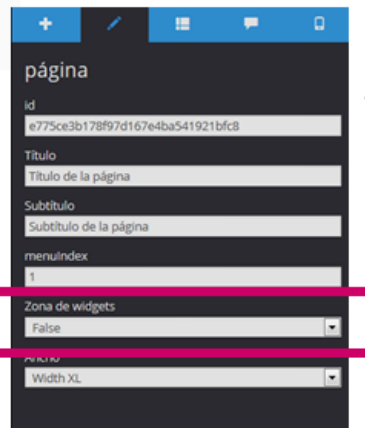 página
id
e775ce3b178f97d167e4ba541921bfc8
Título
Título de la página
Subtítulo
Subtítulo de la página
menuIndex
1
Zona de widgets
False
Ancho
Width XL